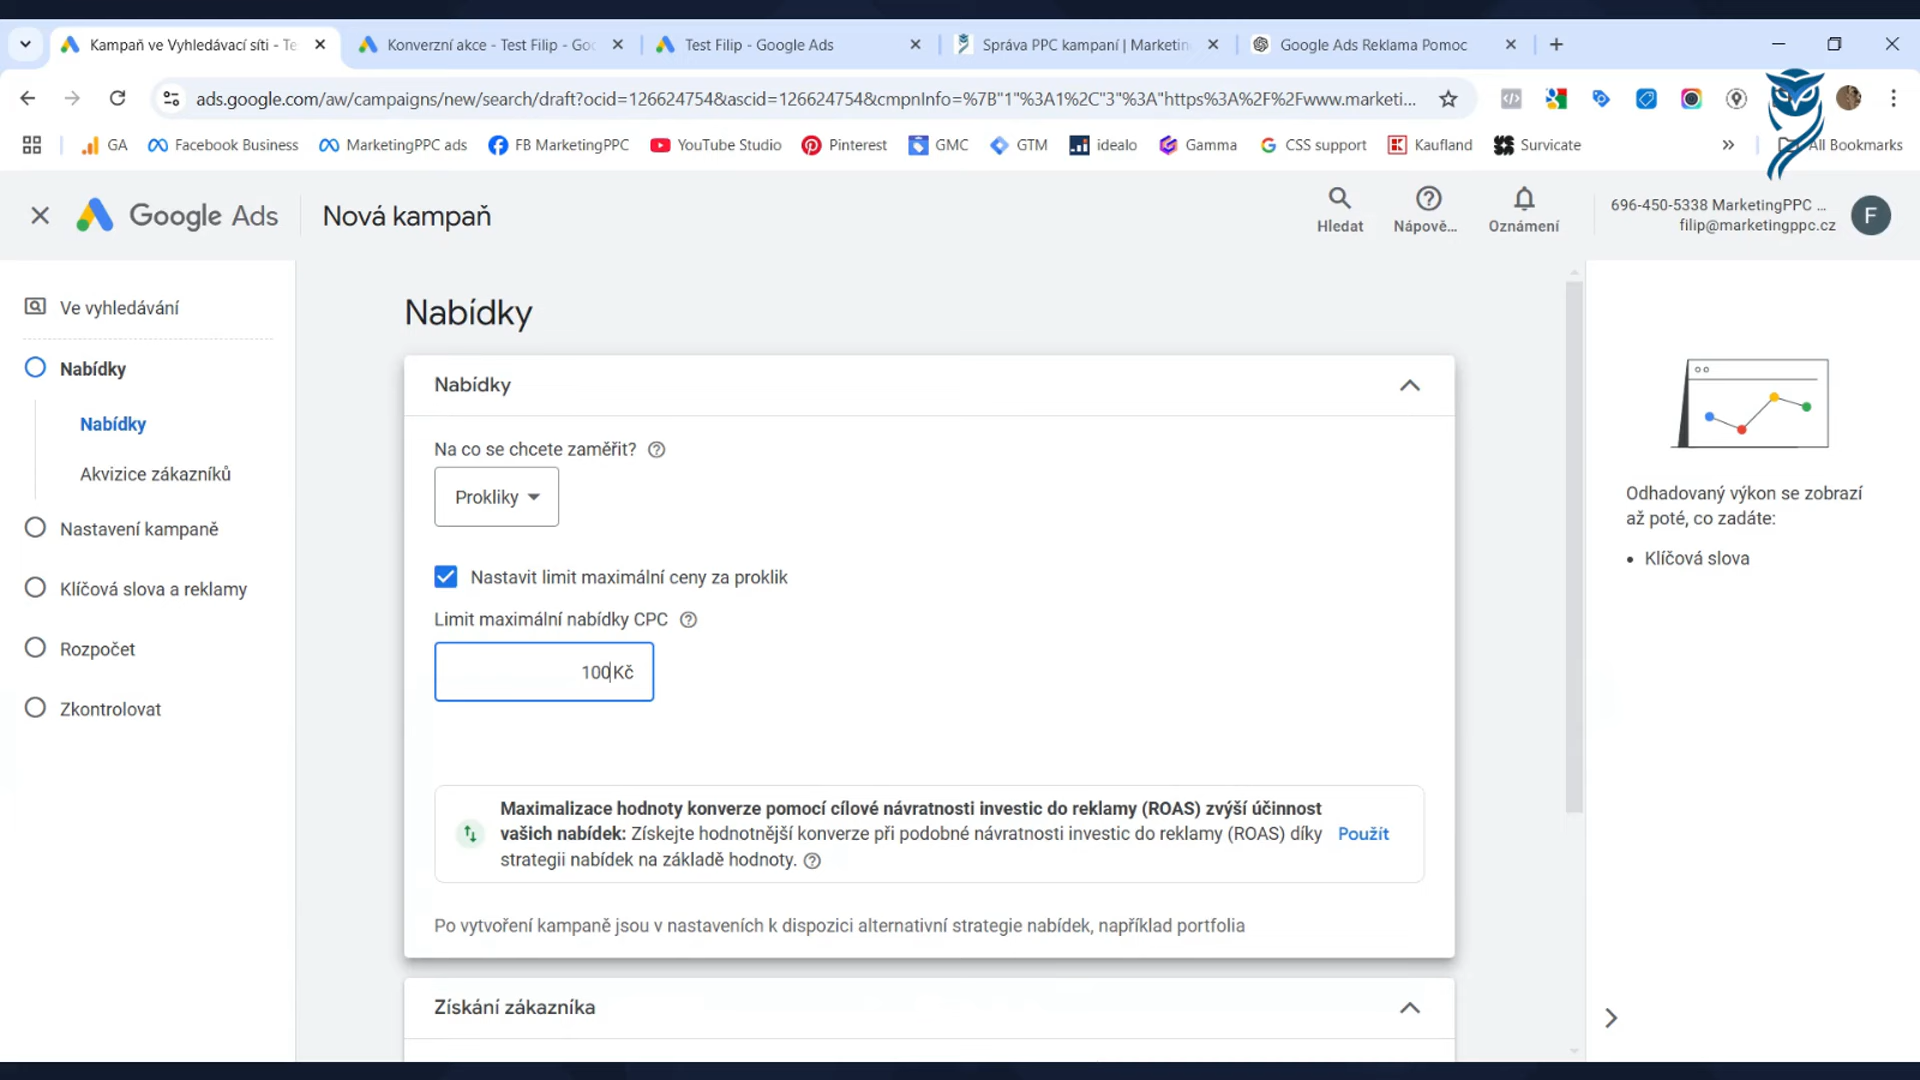 Kampaň ve Vyhledávací síti - Te
Konverzní akce - Test Filip - Goo
Test Filip - Google Ads
Správa PPC kampaní | Marketin
Google Ads Reklama Pomoc
ads.google.com/aw/campaigns/new/search/draft?ocid=126624754&ascid=126624754&cmpnInfo=%7B"1"%3A1%2C"3"%3A"https%3A%2F%2Fwww.marketi...
GA
Facebook Business
MarketingPPC ads
FB MarketingPPC
YouTube Studio
Pinterest
GMC
GTM
idealo
Gamma
CSS support
Kaufland
Survicate
All Bookmarks
Google Ads
Nová kampaň
Hledat
Nápově...
Oznámení
696-450-5338 MarketingPPC ...
filip@marketingppc.cz
F
Ve vyhledávání
Nabídky
Nabídky
Akvizice zákazníků
Nastavení kampaně
Klíčová slova a reklamy
Rozpočet
Zkontrolovat
Nabídky
Nabídky
Na co se chcete zaměřit?
Prokliky
Nastavit limit maximální ceny za proklik
Limit maximální nabídky CPC
100 Kč
Maximalizace hodnoty konverze pomocí cílové návratnosti investic do reklamy (ROAS) zvýší účinnost
vašich nabídek: Získejte hodnotnější konverze při podobné návratnosti investic do reklamy (ROAS) díky
strategii nabídek na základě hodnoty.
Použít
Po vytvoření kampaně jsou v nastaveních k dispozici alternativní strategie nabídek, například portfolia
Získání zákazníka
Odhadovaný výkon se zobrazí
až poté, co zadáte:
• Klíčová slova